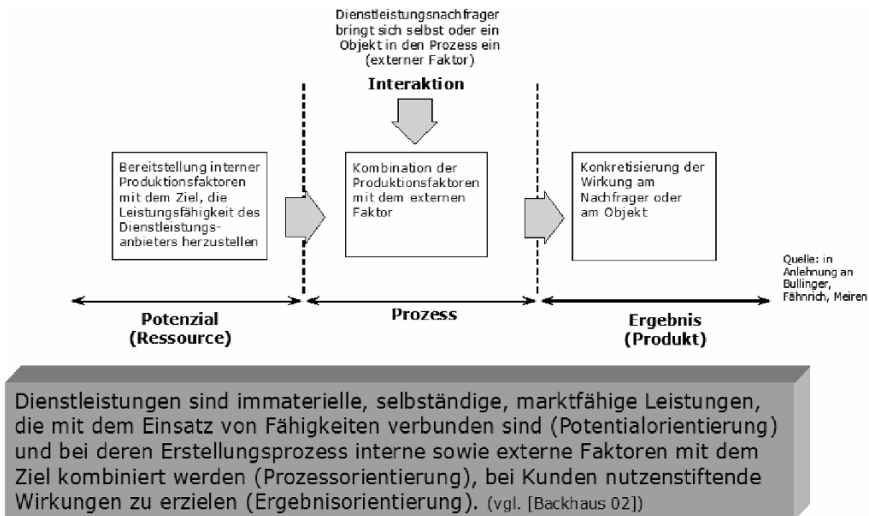 Dienstleistungsnachfrager
bringt sich selbst oder ein
Objekt in den Prozess ein
(externer Faktor)
Interaktion
Bereitstellung interner
Produktionsfaktoren
mit dem Ziel, die
Leistungsfähigkeit des
Dienstleistungs-
anbieters herzustellen
Kombination der
Produktionsfaktoren
mit dem externen
Faktor
Konkretisierung der
Wirkung am
Nachfrager oder
am Objekt
Quelle: in
Anlehnung an
Bullinger,
Fähnrich, Meiren
Potenzial
(Ressource)
Prozess
Ergebnis
(Produkt)
Dienstleistungen sind immaterielle, selbständige, marktfähige Leistungen,
die mit dem Einsatz von Fähigkeiten verbunden sind (Potentialorientierung)
und bei deren Erstellungsprozess interne sowie externe Faktoren mit dem
Ziel kombiniert werden (Prozessorientierung), bei Kunden nutzenstiftende
Wirkungen zu erzielen (Ergebnisorientierung). (vgl. [Backhaus 02])